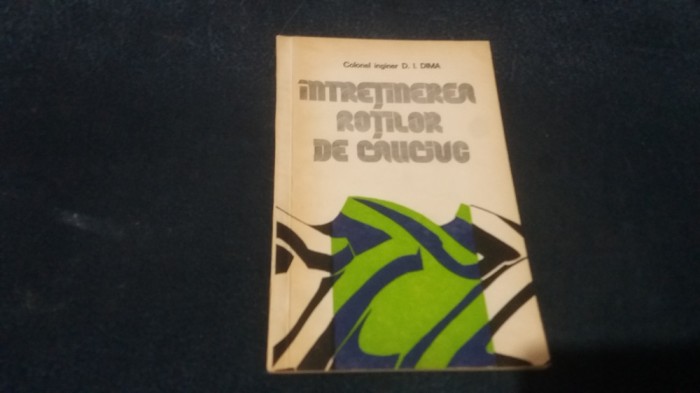 Colonel inginer D. I. DIMA
ÎNTREȚINEREA
ROȚILOR
DE CAUCIUC